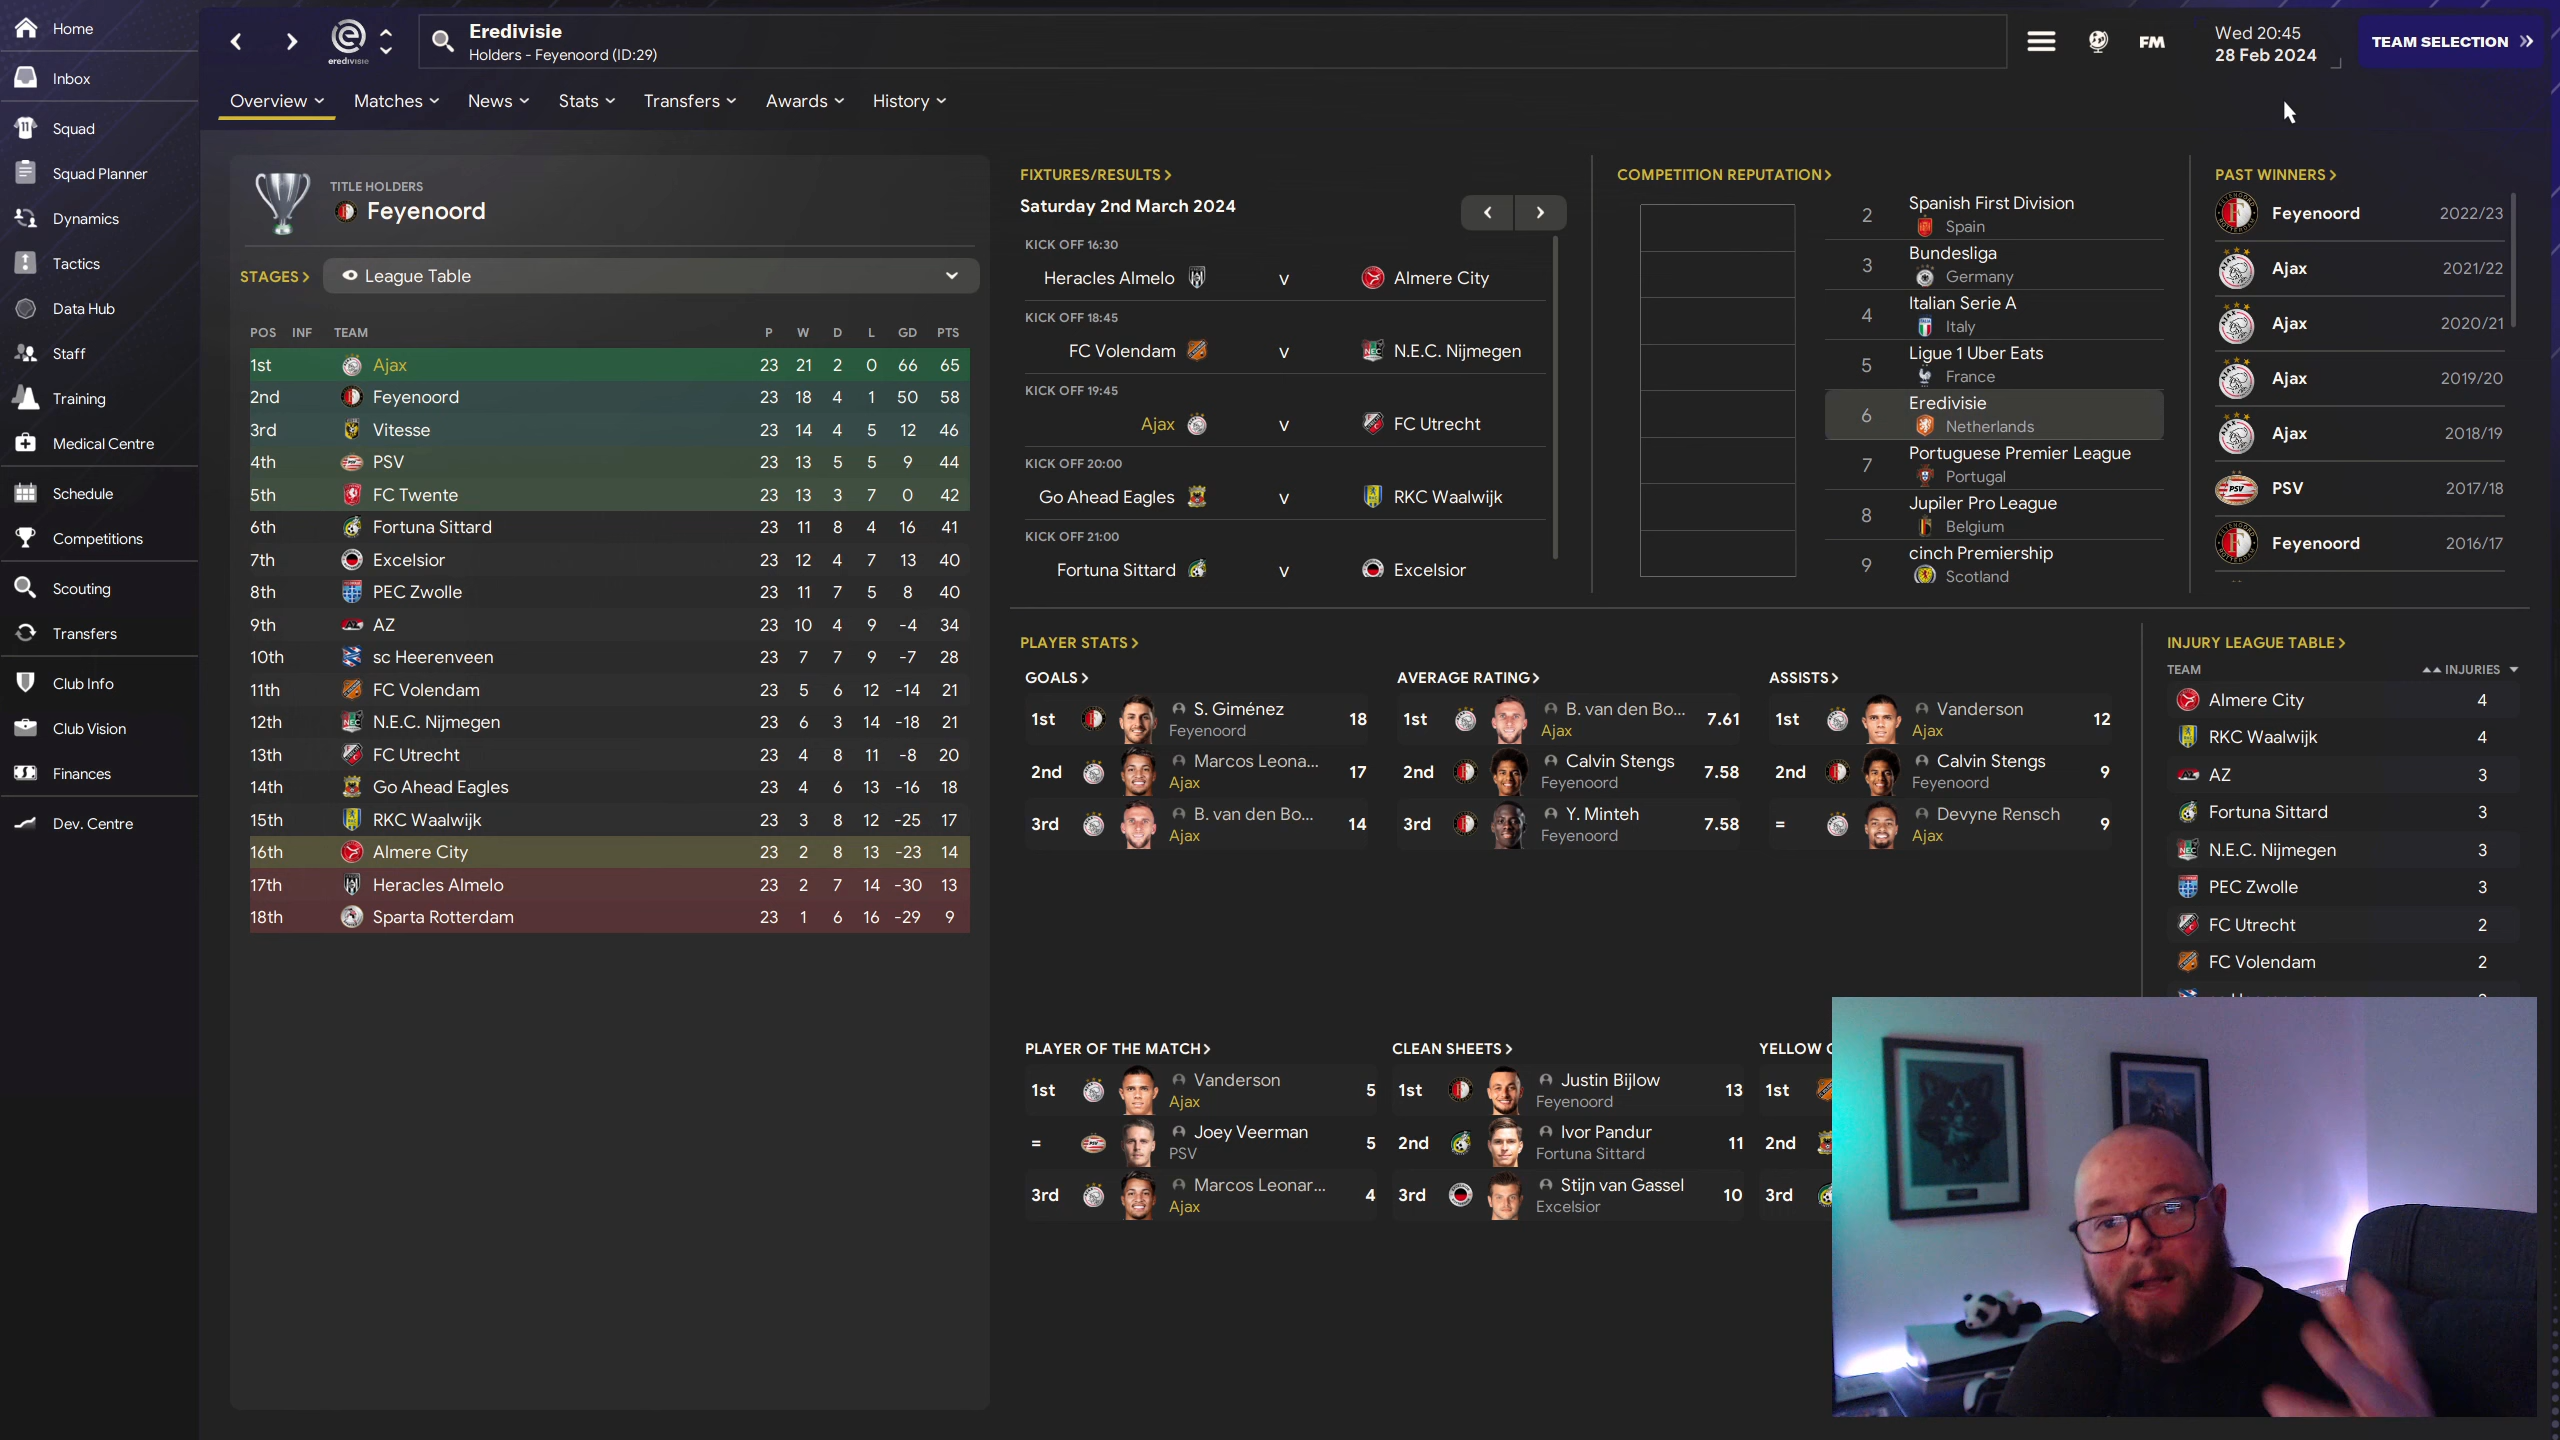 Home
Inbox
Squad
Squad Planner
Dynamics
Tactics
Data Hub
Staff
Training
Medical Centre
Schedule
Competitions
Scouting
Transfers
Club Info
Club Vision
Finances
Dev. Centre
eredivisie
Eredivisie
Holders - Feyenoord (ID:29)
FM
Wed 20:45
28 Feb 2024
TEAM SELECTION
Overview Matches News Stats Transfers Awards History
TITLE HOLDERS
Feyenoord
STAGES
League Table
POS INF TEAM P W D L GD PTS
1st Ajax 23 21 2 0 66 65
2nd Feyenoord 23 18 4 1 50 58
3rd Vitesse 23 14 4 5 12 46
4th PSV 23 13 5 5 9 44
5th FC Twente 23 13 3 7 0 42
6th Fortuna Sittard 23 11 8 4 16 41
7th Excelsior 23 12 4 7 13 40
8th PEC Zwolle 23 11 7 5 8 40
9th AZ 23 10 4 9 -4 34
10th sc Heerenveen 23 7 7 9 -7 28
11th FC Volendam 23 5 6 12 -14 21
12th N.E.C. Nijmegen 23 6 3 14 -18 21
13th FC Utrecht 23 4 8 11 -8 20
14th Go Ahead Eagles 23 4 6 13 -16 18
15th RKC Waalwijk 23 3 8 12 -25 17
16th Almere City 23 2 8 13 -23 14
17th Heracles Almelo 23 2 7 14 -30 13
18th Sparta Rotterdam 23 1 6 16 -29 9
FIXTURES/RESULTS
Saturday 2nd March 2024
KICK OFF 16:30
Heracles Almelo v Almere City
KICK OFF 18:45
FC Volendam v N.E.C. Nijmegen
KICK OFF 19:45
Ajax v FC Utrecht
KICK OFF 20:00
Go Ahead Eagles v RKC Waalwijk
KICK OFF 21:00
Fortuna Sittard v Excelsior
COMPETITION REPUTATION
2 Spanish First Division
Spain
3 Bundesliga
Germany
4 Italian Serie A
Italy
5 Ligue 1 Uber Eats
France
6 Eredivisie
Netherlands
7 Portuguese Premier League
Portugal
8 Jupiler Pro League
Belgium
9 cinch Premiership
Scotland
PAST WINNERS
Feyenoord 2022/23
Ajax 2021/22
Ajax 2020/21
Ajax 2019/20
Ajax 2018/19
PSV 2017/18
Feyenoord 2016/17
PLAYER STATS
GOALS
1st S. Giménez 18
Feyenoord
2nd Marcos Leona... 17
Ajax
3rd B. van den Bo... 14
Ajax
AVERAGE RATING
1st B. van den Bo... 7.61
Ajax
2nd Calvin Stengs 7.58
Feyenoord
3rd Y. Minteh 7.58
Feyenoord
ASSISTS
1st Vanderson 12
Ajax
2nd Calvin Stengs 9
Feyenoord
= Devyne Rensch 9
Ajax
INJURY LEAGUE TABLE
TEAM INJURIES
Almere City 4
RKC Waalwijk 4
AZ 3
Fortuna Sittard 3
N.E.C. Nijmegen 3
PEC Zwolle 3
FC Utrecht 2
FC Volendam 2
PLAYER OF THE MATCH
1st Vanderson 5
Ajax
= Joey Veerman 5
PSV
3rd Marcos Leonar... 4
Ajax
CLEAN SHEETS
1st Justin Bijlow 13
Feyenoord
2nd Ivor Pandur 11
Fortuna Sittard
3rd Stijn van Gassel 10
Excelsior
YELLOW
1st
2nd
3rd